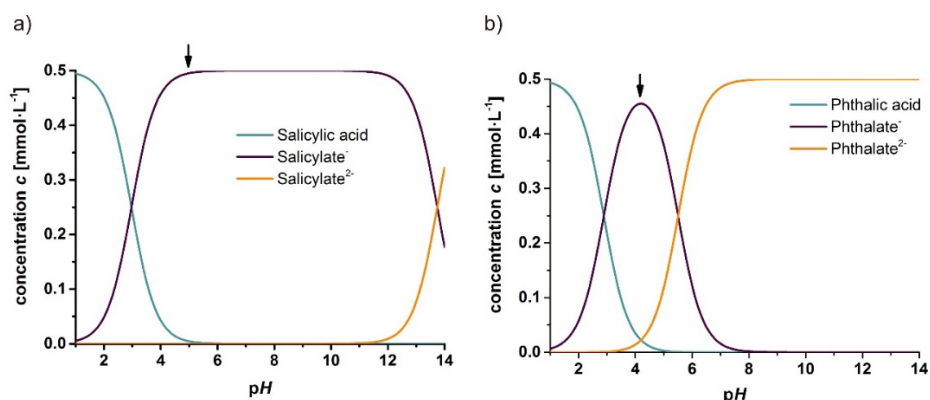 a)
concentration c [mmol·L⁻¹]
0.5
0.4
0.3
0.2
0.1
0.0
Salicylic acid
Salicylate⁻
Salicylate²⁻
2 4 6 8 10 12 14
pH
b)
concentration c [mmol·L⁻¹]
0.5
0.4
0.3
0.2
0.1
0.0
Phthalic acid
Phthalate⁻
Phthalate²⁻
2 4 6 8 10 12 14
pH